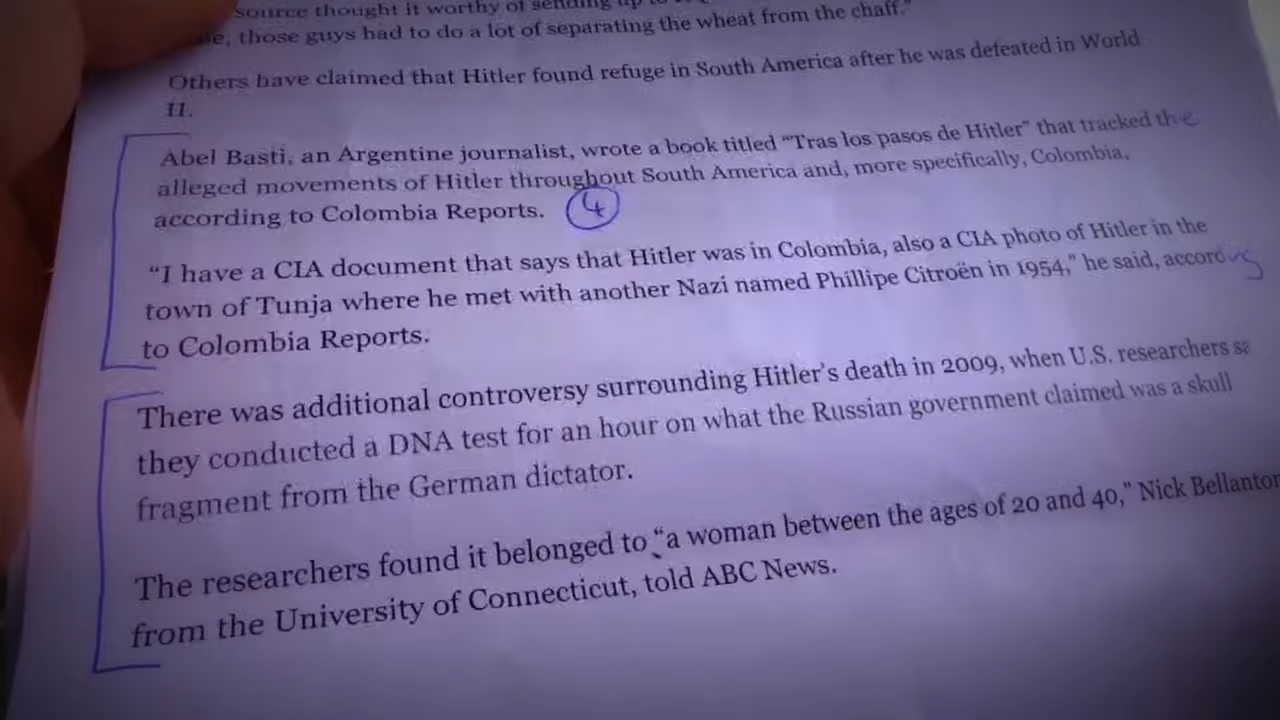 source thought it worthy of sending up to
those guys had to do a lot of separating the wheat from the chaff."
Others have claimed that Hitler found refuge in South America after he was defeated in World
II.
Abel Basti, an Argentine journalist, wrote a book titled "Tras los pasos de Hitler" that tracked the
alleged movements of Hitler throughout South America and, more specifically, Colombia,
according to Colombia Reports. 4
"I have a CIA document that says that Hitler was in Colombia, also a CIA photo of Hitler in the
town of Tunja where he met with another Nazi named Phillipe Citroën in 1954," he said, according
to Colombia Reports.
There was additional controversy surrounding Hitler's death in 2009, when U.S. researchers sa
they conducted a DNA test for an hour on what the Russian government claimed was a skull
fragment from the German dictator.
The researchers found it belonged to "a woman between the ages of 20 and 40," Nick Bellanton
from the University of Connecticut, told ABC News.